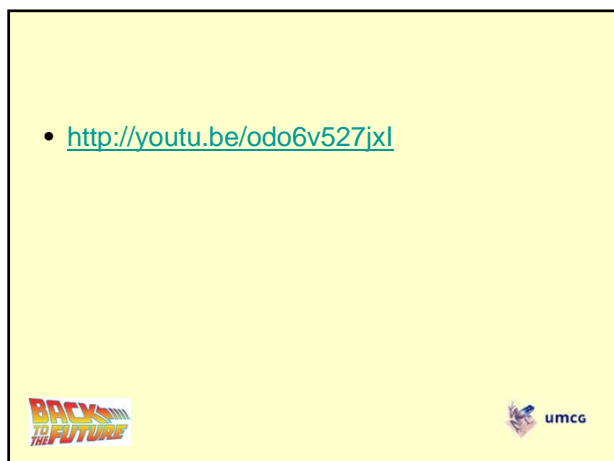 • http://youtu.be/odo6v527jxI
BACK
TO
THE FUTURE
umcg